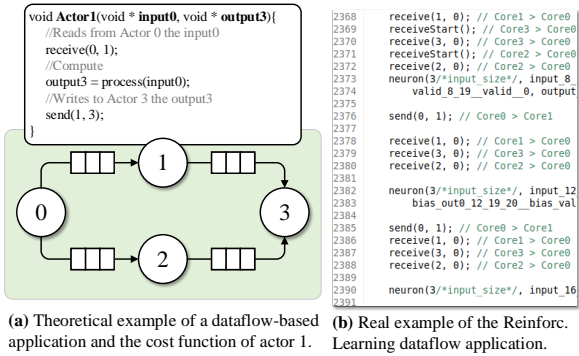 void Actor1(void * input0, void * output3){
//Reads from Actor 0 the input0
receive(0, 1);
//Compute
output3 = process(input0);
//Writes to Actor 3 the output3
send(1, 3);
}
1
0
3
2
(a) Theoretical example of a dataflow-based
application and the cost function of actor 1.
2368 receive(1, 0); // Core1 > Core0
2369 receiveStart(); // Core3 > Core0
2370 receive(3, 0); // Core3 > Core0
2371 receiveStart(); // Core2 > Core0
2372 receive(2, 0); // Core2 > Core0
2373 neuron(3/*input_size*/, input_8_
2374 valid_8_19__valid__0, output
2375
2376 send(0, 1); // Core0 > Core1
2377
2378 receive(1, 0); // Core1 > Core0
2379 receive(3, 0); // Core3 > Core0
2380 receive(2, 0); // Core2 > Core0
2381
2382 neuron(3/*input_size*/, input_12
2383 bias_out0_12_19_20__bias_val
2384
2385 send(0, 1); // Core0 > Core1
2386 receive(1, 0); // Core1 > Core0
2387 receive(3, 0); // Core3 > Core0
2388 receive(2, 0); // Core2 > Core0
2389
2390 neuron(3/*input_size*/, input_16
2391
(b) Real example of the Reinforc.
Learning dataflow application.